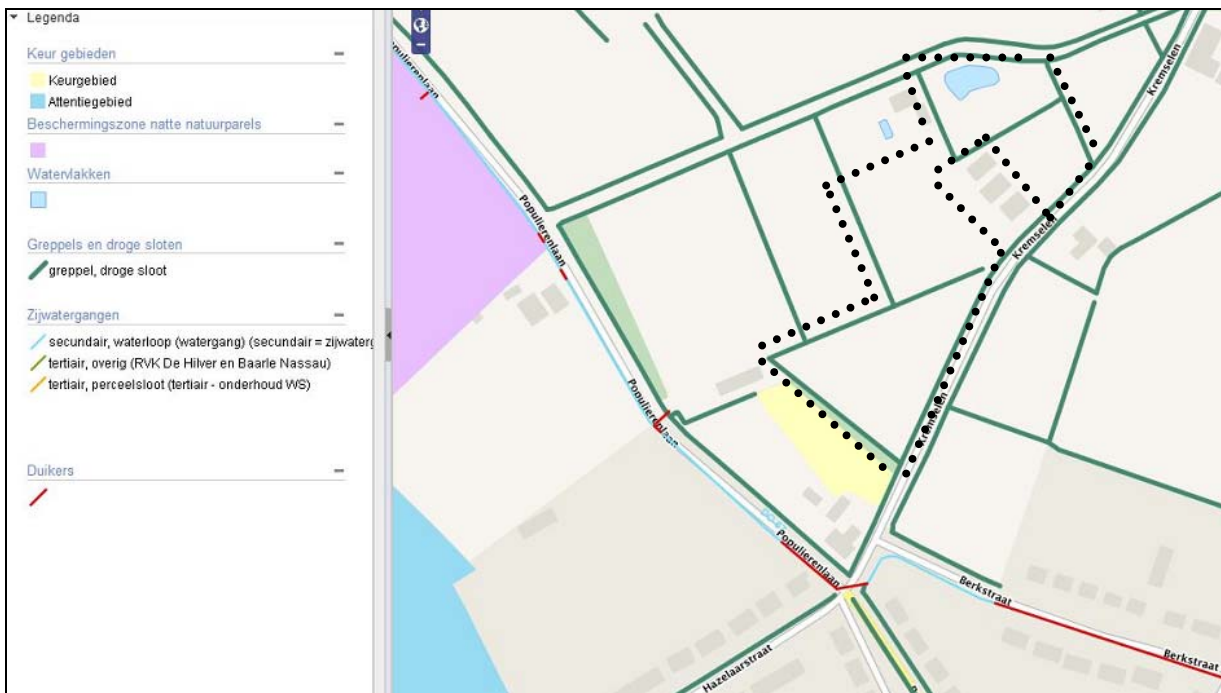 Legenda
Keur gebieden
Keurgebied
Attentiegebied
Beschermingszone natte natuurparels
Watervlakken
Greppels en droge sloten
greppel, droge sloot
Zijwatergangen
secundair, waterloop (watergang) (secundair = zijwaterg
tertiair, overig (RVK De Hilver en Baarle Nassau)
tertiair, perceelsloot (tertiair - onderhoud WS)
Duikers
Populierenlaan
Kremselen
Populierenlaan
Kremselen
Populierenlaan
Kremselen
Populierenlaan
Berkstraat
Hazelaarstraat
Berkstraat